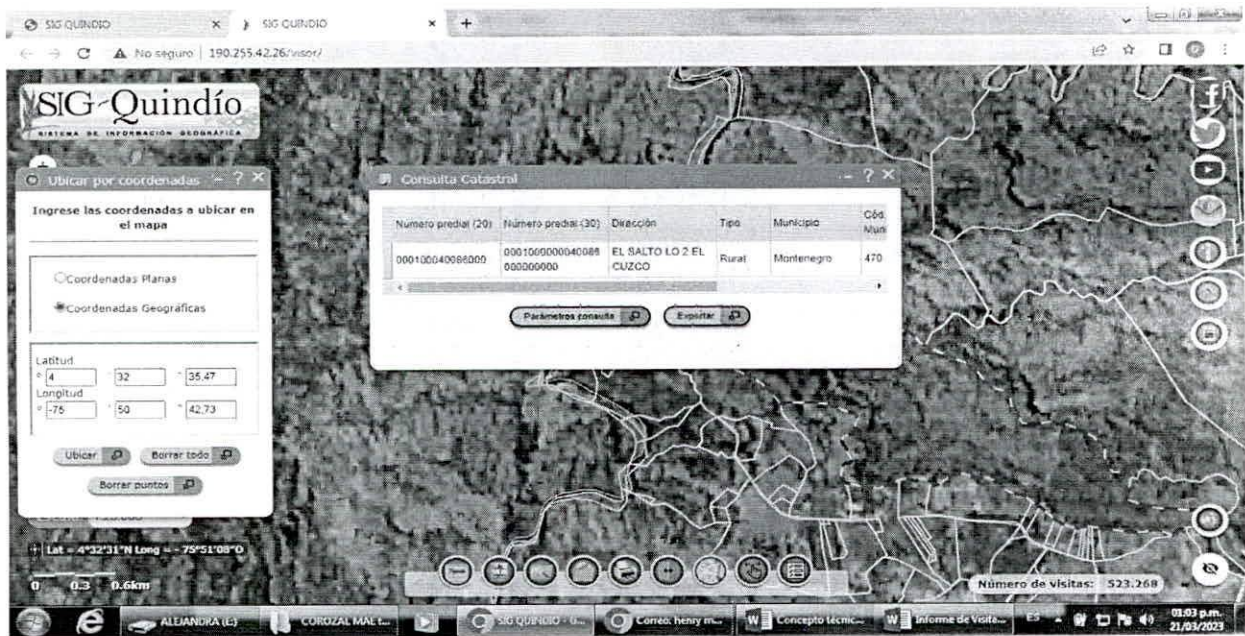 SIG QUINDIO
SIG QUINDIO
No seguro
190.255.42.26/visor/
SIG-Quindío
SISTEMA DE INFORMACIÓN GEOGRÁFICA
Ubicar por coordenadas
Ingrese las coordenadas a ubicar en
el mapa
Coordenadas Planas
Coordenadas Geográficas
Latitud
° 4 ' 32 " 35,47
Longitud
° -75 ' 50 " 42,73
Ubicar
Borrar todo
Borrar puntos
Consulta Catastral
Número predial (20) Número predial (30) Dirección Tipo Municipio Cód. Muni
000100040086000 0001000000040086 000000000 EL SALTO LO 2 EL CUZCO Rural Montenegro 470
Parámetros consulta
Exportar
Lat = 4°32'31"N Long = - 75°51'08"O
0 0.3 0.6km
Número de visitas: 523.268
ALEJANDRA (E:)
COROZAL MAE t...
SIG QUINDIO - G...
Correo: henry m...
Concepto técnic...
Informe de Visita...
ES
01:03 p.m.
21/03/2023